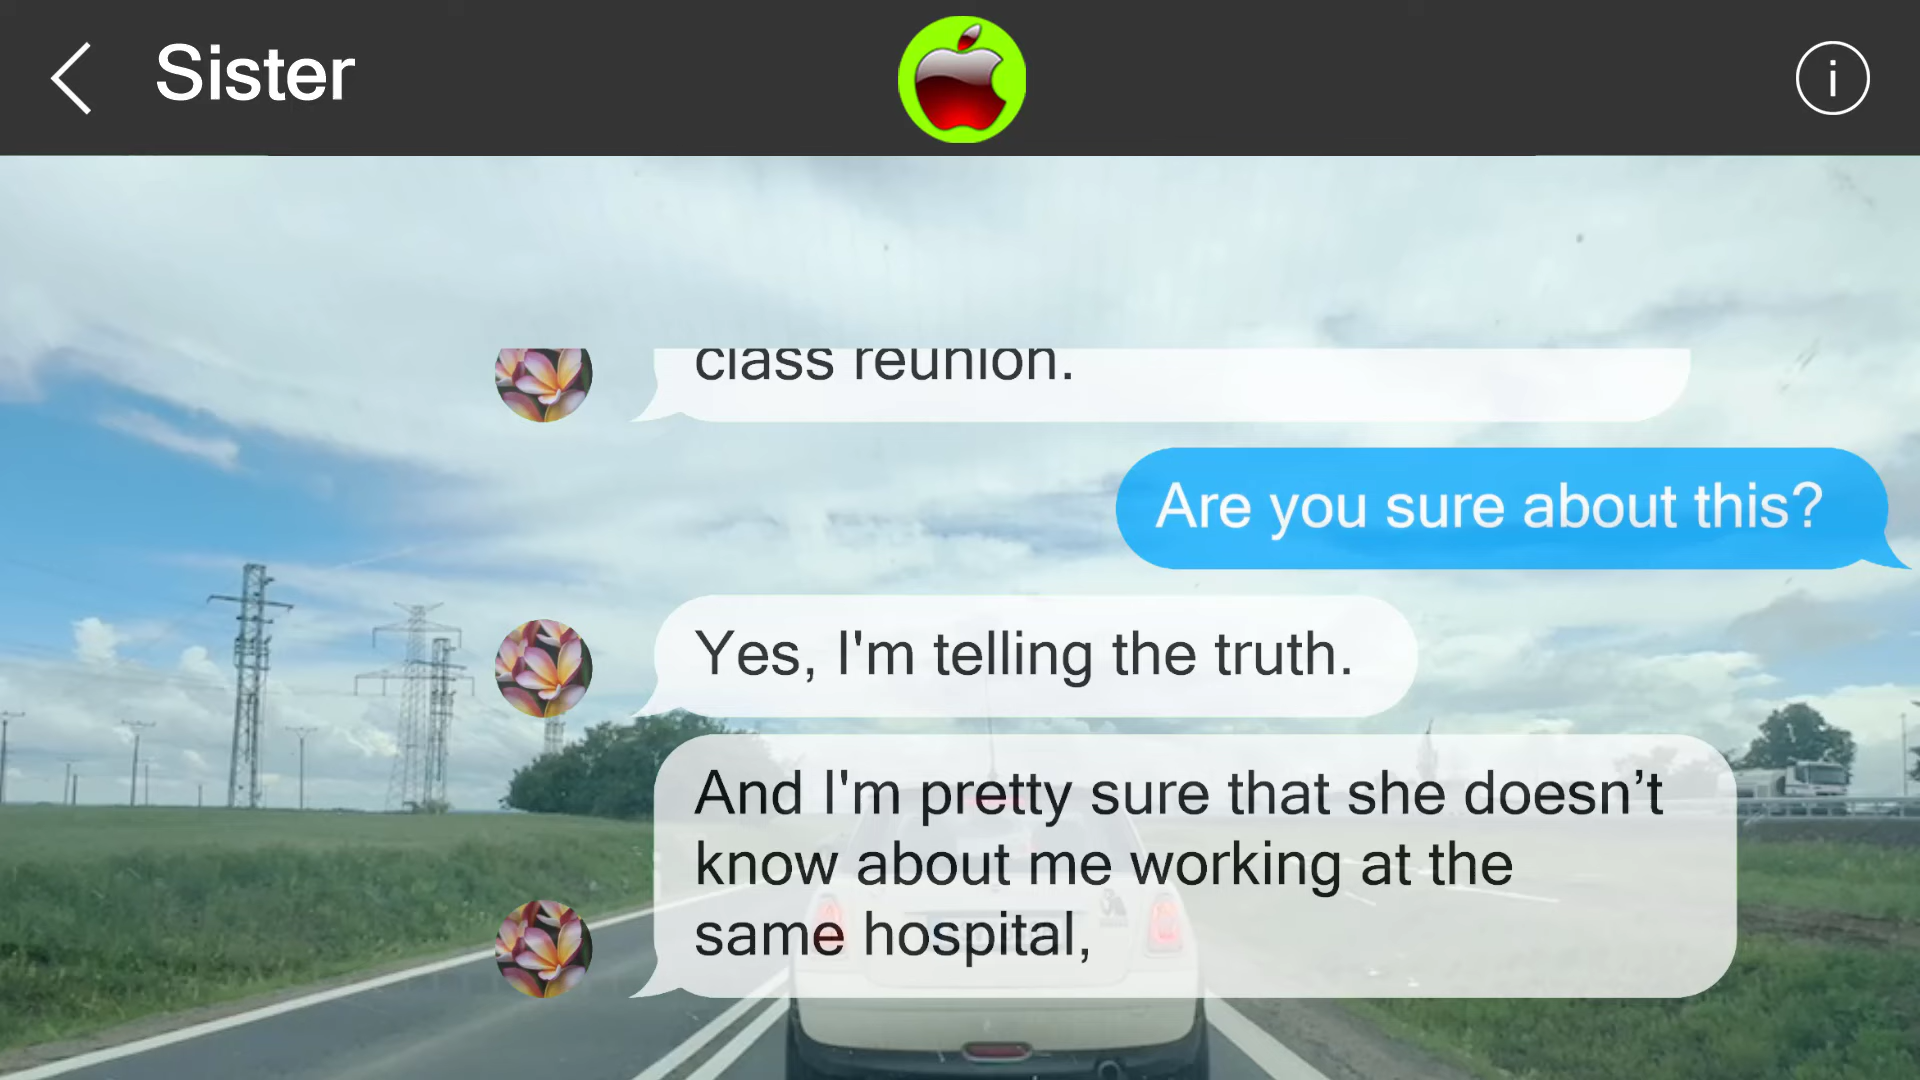 Sister
class reunion.
Are you sure about this?
Yes, I'm telling the truth.
And I'm pretty sure that she doesn’t
know about me working at the
same hospital,